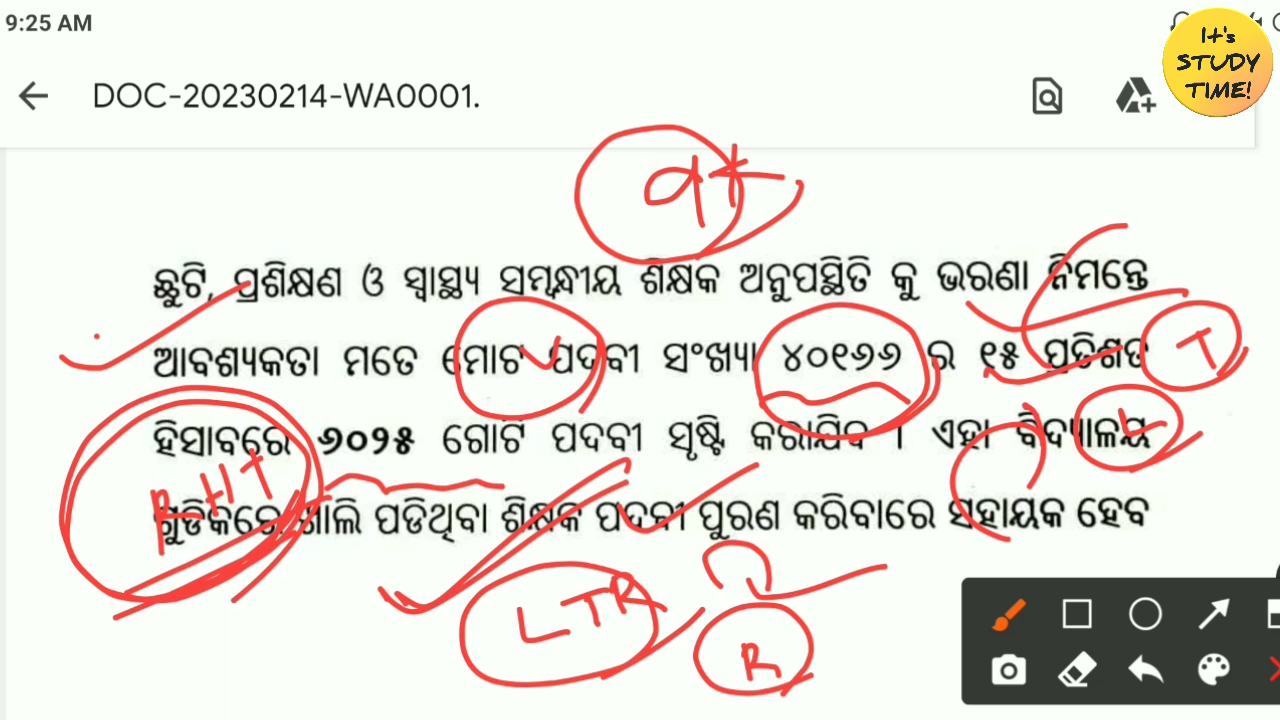 9:25 AM
It's
STUDY
TIME!
DOC-20230214-WA0001.
9+
ଛୁଟି, ପ୍ରଶିକ୍ଷଣ ଓ ସ୍ୱାସ୍ଥ୍ୟ ସମ୍ବନ୍ଧୀୟ ଶିକ୍ଷକ ଅନୁପସ୍ଥିତି କୁ ଭରଣା ନିମନ୍ତେ
ଆବଶ୍ୟକତା ମତେ ମୋଟ ପଦବୀ ସଂଖ୍ୟା ୪୦୧୬୬ ର ୧୫ ପ୍ରତିଶତ T
ହିସାବରେ ୬୦୨୫ ଗୋଟି ପଦବୀ ସୃଷ୍ଟି କରାଯିବ । ଏହା ବିଦ୍ୟାଳୟ L
RHT
ଗୁଡିକରେ ଖାଲି ପଡିଥିବା ଶିକ୍ଷକ ପଦବୀ ପୁରଣ କରିବାରେ ସହାୟକ ହେବ
LTR
R